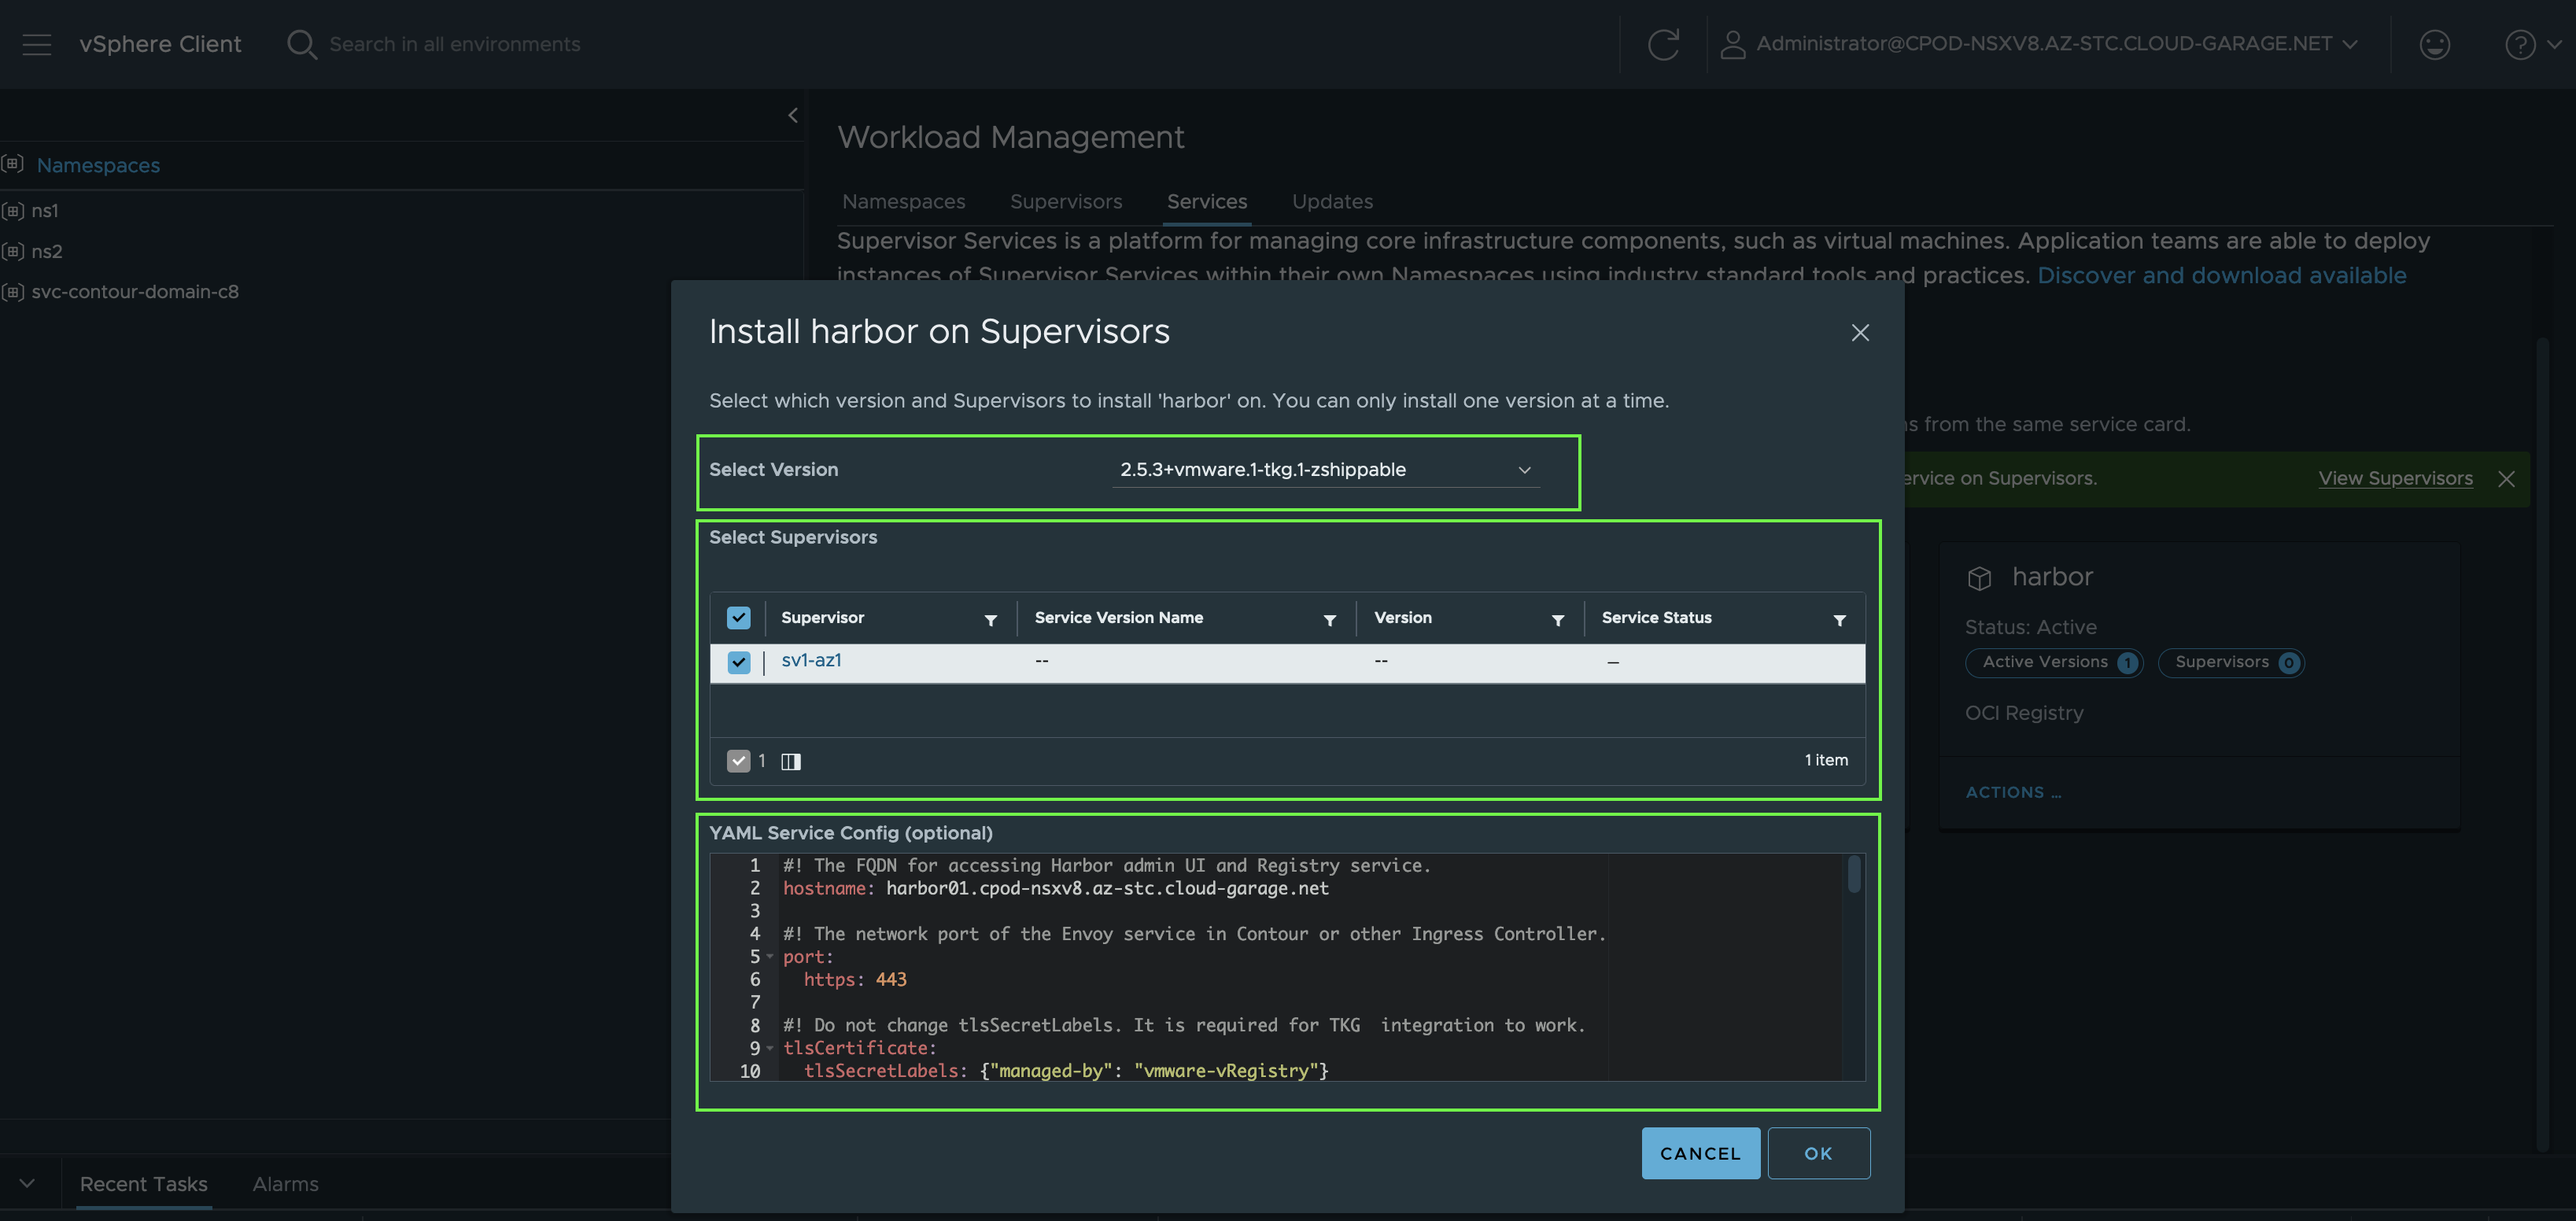 vSphere Client
Search in all environments
Administrator@CPOD-NSXV8.AZ-STC.CLOUD-GARAGE.NET
Namespaces
ns1
ns2
svc-contour-domain-c8
Workload Management
Namespaces Supervisors Services Updates
Supervisor Services is a platform for managing core infrastructure components, such as virtual machines. Application teams are able to deploy
instances of Supervisor Services within their own Namespaces using industry standard tools and practices. Discover and download available
from the same service card.
on Supervisors.
View Supervisors
harbor
Status: Active
Active Versions 1
Supervisors 0
OCI Registry
ACTIONS ...
Install harbor on Supervisors
Select which version and Supervisors to install 'harbor' on. You can only install one version at a time.
Select Version 2.5.3+vmware.1-tkg.1-zshippable
Select Supervisors
Supervisor Service Version Name Version Service Status
sv1-az1 -- -- —
1 1 item
YAML Service Config (optional)
1 #! The FQDN for accessing Harbor admin UI and Registry service.
2 hostname: harbor01.cpod-nsxv8.az-stc.cloud-garage.net
3
4 #! The network port of the Envoy service in Contour or other Ingress Controller.
5 port:
6 https: 443
7
8 #! Do not change tlsSecretLabels. It is required for TKG  integration to work.
9 tlsCertificate:
10 tlsSecretLabels: {"managed-by": "vmware-vRegistry"}
CANCEL OK
Recent Tasks Alarms